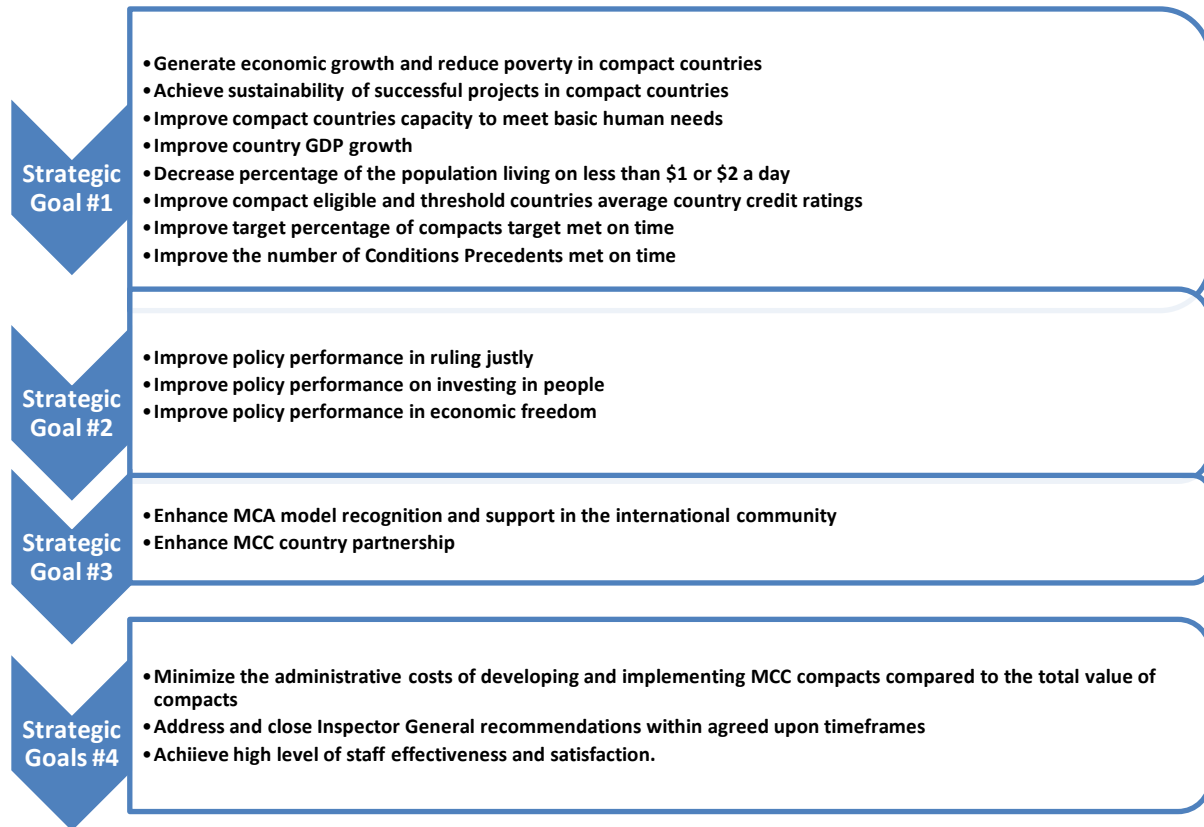 Strategic
Goal #1
•Generate economic growth and reduce poverty in compact countries
•Achieve sustainability of successful projects in compact countries
•Improve compact countries capacity to meet basic human needs
•Improve country GDP growth
•Decrease percentage of the population living on less than $1 or $2 a day
•Improve compact eligible and threshold countries average country credit ratings
•Improve target percentage of compacts target met on time
•Improve the number of Conditions Precedents met on time
Strategic
Goal #2
•Improve policy performance in ruling justly
•Improve policy performance on investing in people
•Improve policy performance in economic freedom
Strategic
Goal #3
•Enhance MCA model recognition and support in the international community
•Enhance MCC country partnership
Strategic
Goals #4
•Minimize the administrative costs of developing and implementing MCC compacts compared to the total value of
compacts
•Address and close Inspector General recommendations within agreed upon timeframes
•Achiieve high level of staff effectiveness and satisfaction.